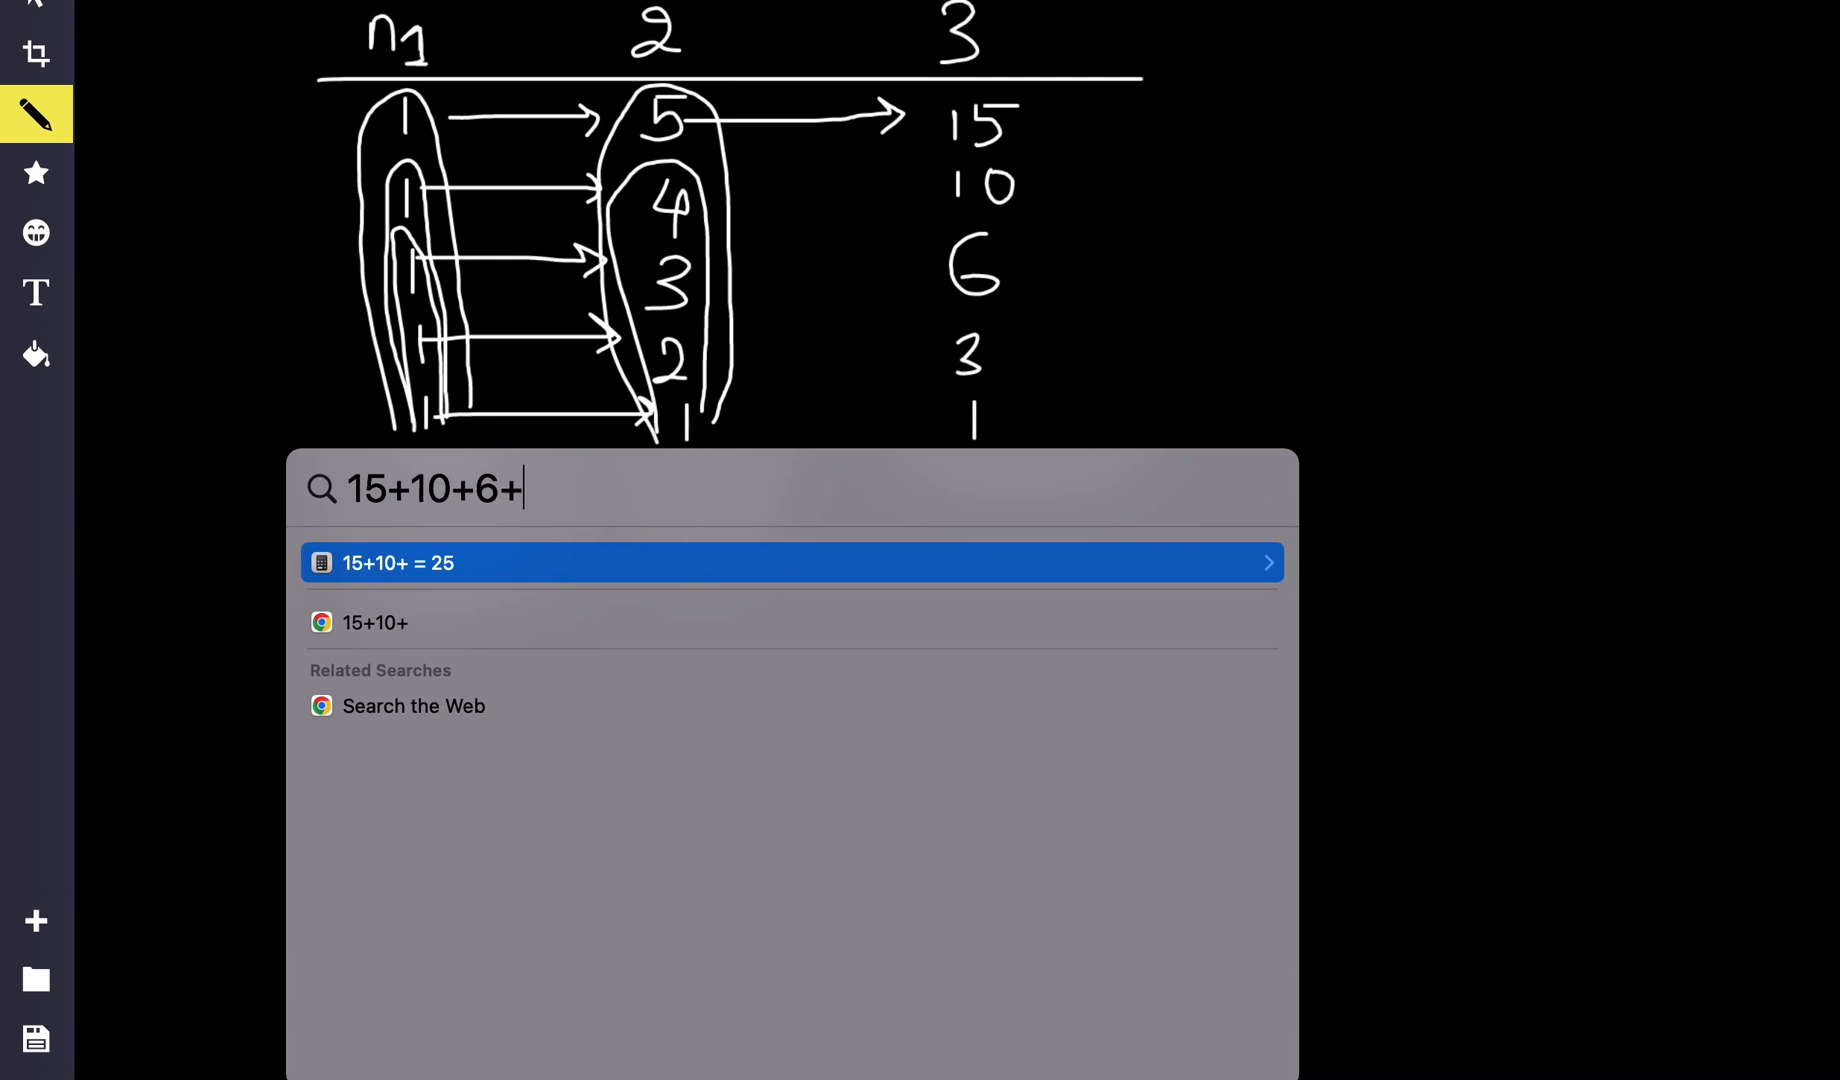 n1 2 3
1 5 15
1 4 10
1 3 6
1 2 3
1 1 1
15+10+6+
15+10+ = 25
15+10+
Related Searches
Search the Web
T